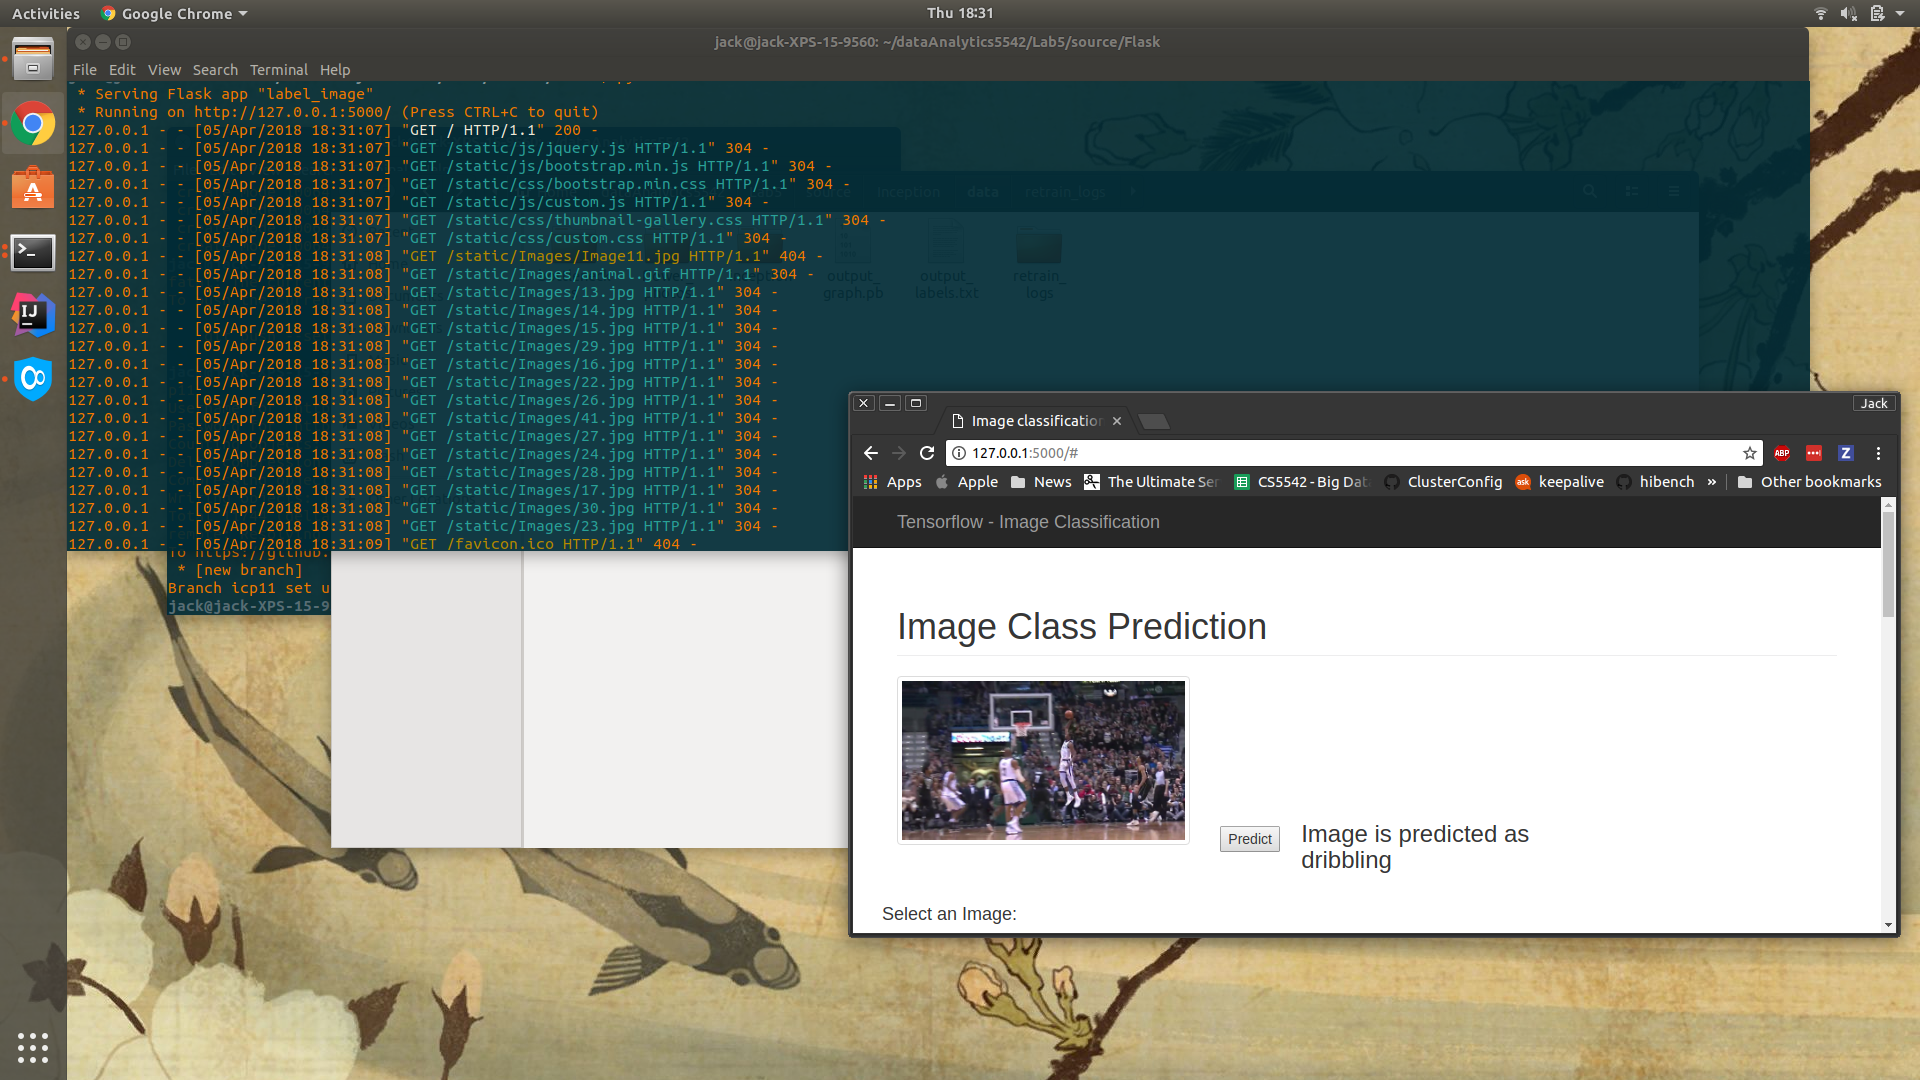 Activities
Google Chrome
Thu 18:31
jack@jack-XPS-15-9560: ~/dataAnalytics5542/Lab5/source/Flask
File Edit View Search Terminal Help
* Serving Flask app "label_image"
* Running on http://127.0.0.1:5000/ (Press CTRL+C to quit)
127.0.0.1 - - [05/Apr/2018 18:31:07] "GET / HTTP/1.1" 200 -
127.0.0.1 - - [05/Apr/2018 18:31:07] "GET /static/js/jquery.js HTTP/1.1" 304 -
127.0.0.1 - - [05/Apr/2018 18:31:07] "GET /static/js/bootstrap.min.js HTTP/1.1" 304 -
127.0.0.1 - - [05/Apr/2018 18:31:07] "GET /static/css/bootstrap.min.css HTTP/1.1" 304 -
127.0.0.1 - - [05/Apr/2018 18:31:07] "GET /static/js/custom.js HTTP/1.1" 304 -
127.0.0.1 - - [05/Apr/2018 18:31:07] "GET /static/css/thumbnail-gallery.css HTTP/1.1" 304 -
127.0.0.1 - - [05/Apr/2018 18:31:07] "GET /static/css/custom.css HTTP/1.1" 304 -
127.0.0.1 - - [05/Apr/2018 18:31:08] "GET /static/Images/Image11.jpg HTTP/1.1" 404 -
127.0.0.1 - - [05/Apr/2018 18:31:08] "GET /static/Images/animal.gif HTTP/1.1" 304 -
127.0.0.1 - - [05/Apr/2018 18:31:08] "GET /static/Images/13.jpg HTTP/1.1" 304 -
127.0.0.1 - - [05/Apr/2018 18:31:08] "GET /static/Images/14.jpg HTTP/1.1" 304 -
127.0.0.1 - - [05/Apr/2018 18:31:08] "GET /static/Images/15.jpg HTTP/1.1" 304 -
127.0.0.1 - - [05/Apr/2018 18:31:08] "GET /static/Images/29.jpg HTTP/1.1" 304 -
127.0.0.1 - - [05/Apr/2018 18:31:08] "GET /static/Images/16.jpg HTTP/1.1" 304 -
127.0.0.1 - - [05/Apr/2018 18:31:08] "GET /static/Images/22.jpg HTTP/1.1" 304 -
127.0.0.1 - - [05/Apr/2018 18:31:08] "GET /static/Images/26.jpg HTTP/1.1" 304 -
127.0.0.1 - - [05/Apr/2018 18:31:08] "GET /static/Images/41.jpg HTTP/1.1" 304 -
127.0.0.1 - - [05/Apr/2018 18:31:08] "GET /static/Images/27.jpg HTTP/1.1" 304 -
127.0.0.1 - - [05/Apr/2018 18:31:08] "GET /static/Images/24.jpg HTTP/1.1" 304 -
127.0.0.1 - - [05/Apr/2018 18:31:08] "GET /static/Images/28.jpg HTTP/1.1" 304 -
127.0.0.1 - - [05/Apr/2018 18:31:08] "GET /static/Images/17.jpg HTTP/1.1" 304 -
127.0.0.1 - - [05/Apr/2018 18:31:08] "GET /static/Images/30.jpg HTTP/1.1" 304 -
127.0.0.1 - - [05/Apr/2018 18:31:08] "GET /static/Images/23.jpg HTTP/1.1" 304 -
127.0.0.1 - - [05/Apr/2018 18:31:09] "GET /favicon.ico HTTP/1.1" 404 -
inception data retrain_logs
output_graph.pb
output_labels.txt
retrain_logs
To https://github.
* [new branch]
Branch icp11 set u
jack@jack-XPS-15-9
Jack
Image classification
127.0.0.1:5000/#
ABP
Z
Apps Apple News The Ultimate Ser CS5542 - Big Dat ClusterConfig ask keepalive hibench » Other bookmarks
Tensorflow - Image Classification
Image Class Prediction
Predict
Image is predicted as
dribbling
Select an Image: